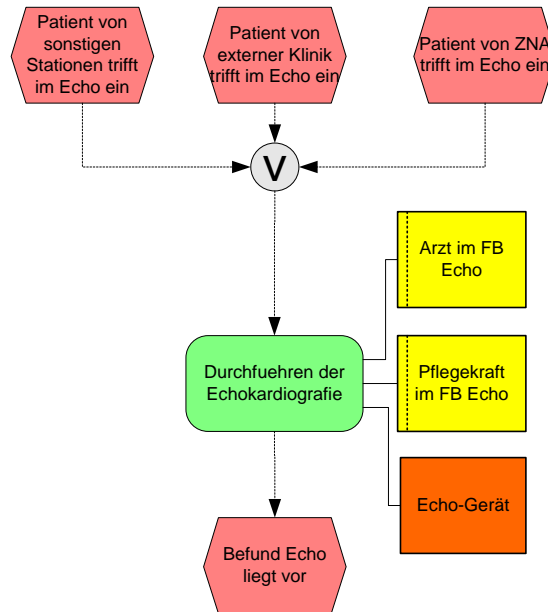 Patient von
sonstigen
Stationen trifft
im Echo ein
Patient von
externer Klinik
trifft im Echo ein
Patient von ZNA
trifft im Echo ein
V
Arzt im FB
Echo
Durchfuehren der
Echokardiografie
Pflegekraft
im FB Echo
Echo-Gerät
Befund Echo
liegt vor